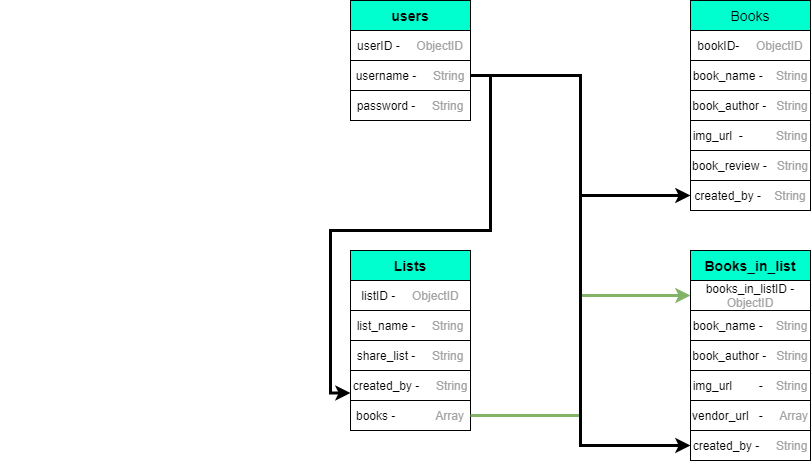 users
userID - ObjectID
username - String
password - String
Books
bookID- ObjectID
book_name - String
book_author - String
img_url - String
book_review - String
created_by - String
Lists
listID - ObjectID
list_name - String
share_list - String
created_by - String
books - Array
Books_in_list
books_in_listID -
ObjectID
book_name - String
book_author - String
img_url - String
vendor_url - Array
created_by - String